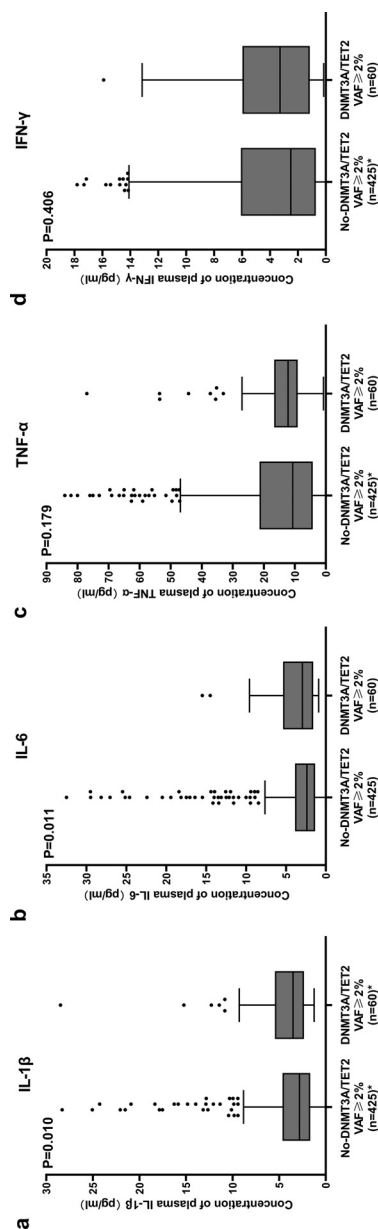 a
IL-1β
P=0.010
Concentration of plasma IL-1β（pg/ml）
30
20
10
0
No-DNMT3A/TET2
VAF⩾2%
(n=425)*
DNMT3A/TET2
VAF⩾2%
(n=60)*
b
IL-6
P=0.011
Concentration of plasma IL-6（pg/ml）
35
30
25
20
15
10
5
0
No-DNMT3A/TET2
VAF⩾2%
(n=425)
DNMT3A/TET2
VAF⩾2%
(n=60)
c
TNF-α
P=0.179
Concentration of plasma TNF-α（pg/ml）
90
80
70
60
50
40
30
20
10
0
No-DNMT3A/TET2
VAF⩾2%
(n=425)*
DNMT3A/TET2
VAF⩾2%
(n=60)
d
IFN-γ
P=0.406
Concentration of plasma IFN-γ（pg/ml）
20
18
16
14
12
10
8
6
4
2
0
No-DNMT3A/TET2
VAF⩾2%
(n=425)*
DNMT3A/TET2
VAF⩾2%
(n=60)